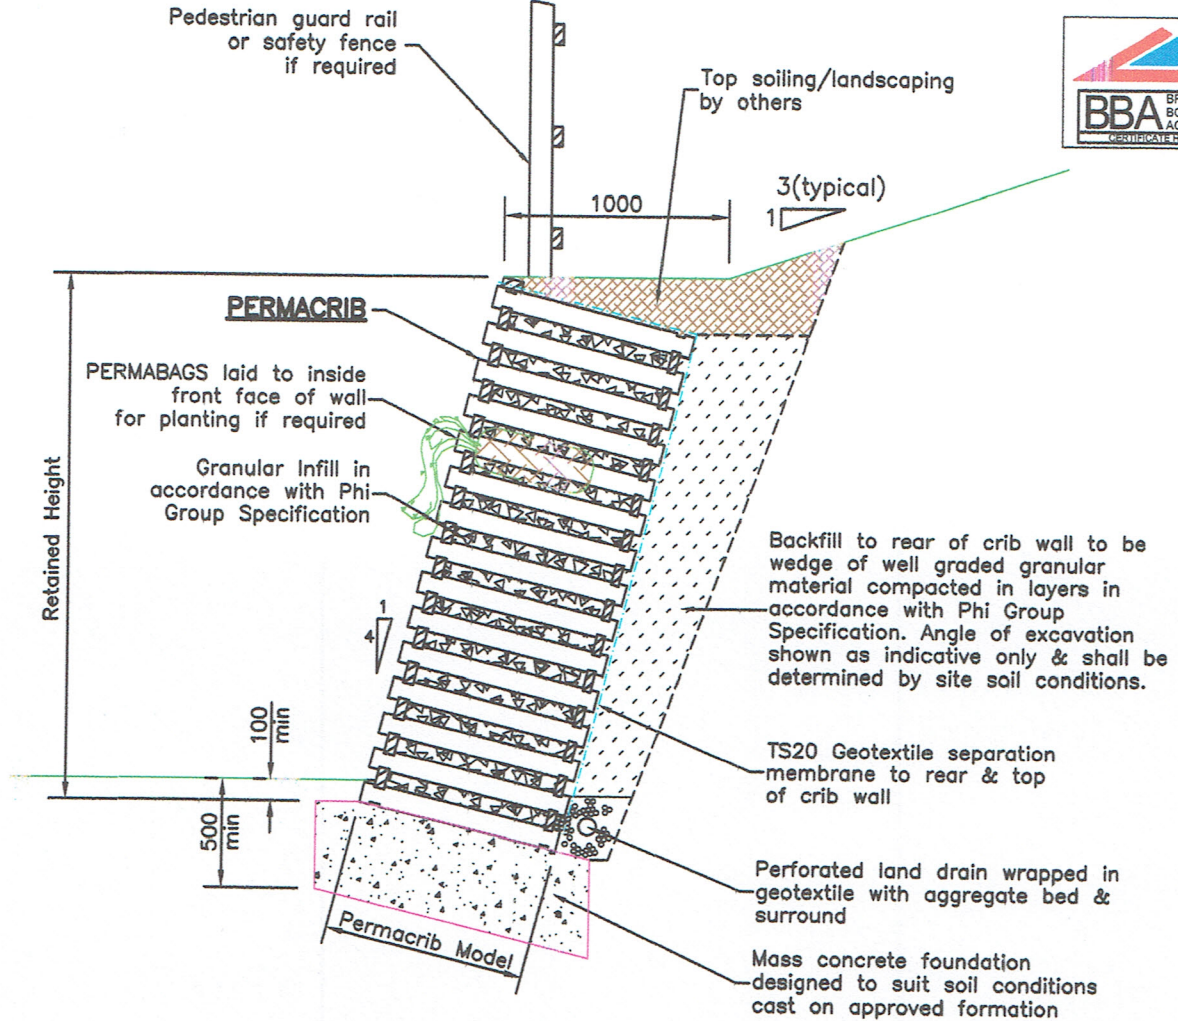 Pedestrian guard rail
or safety fence
if required
Top soiling/landscaping
by others
BBA
3(typical)
1
1000
PERMACRIB
PERMABAGS laid to inside
front face of wall
for planting if required
Granular Infill in
accordance with Phi
Group Specification
Retained Height
1
4
Backfill to rear of crib wall to be
wedge of well graded granular
material compacted in layers in
accordance with Phi Group
Specification. Angle of excavation
shown as indicative only & shall be
determined by site soil conditions.
100
min
TS20 Geotextile separation
membrane to rear & top
of crib wall
500
min
Perforated land drain wrapped in
geotextile with aggregate bed &
surround
Permacrib Model
Mass concrete foundation
designed to suit soil conditions
cast on approved formation